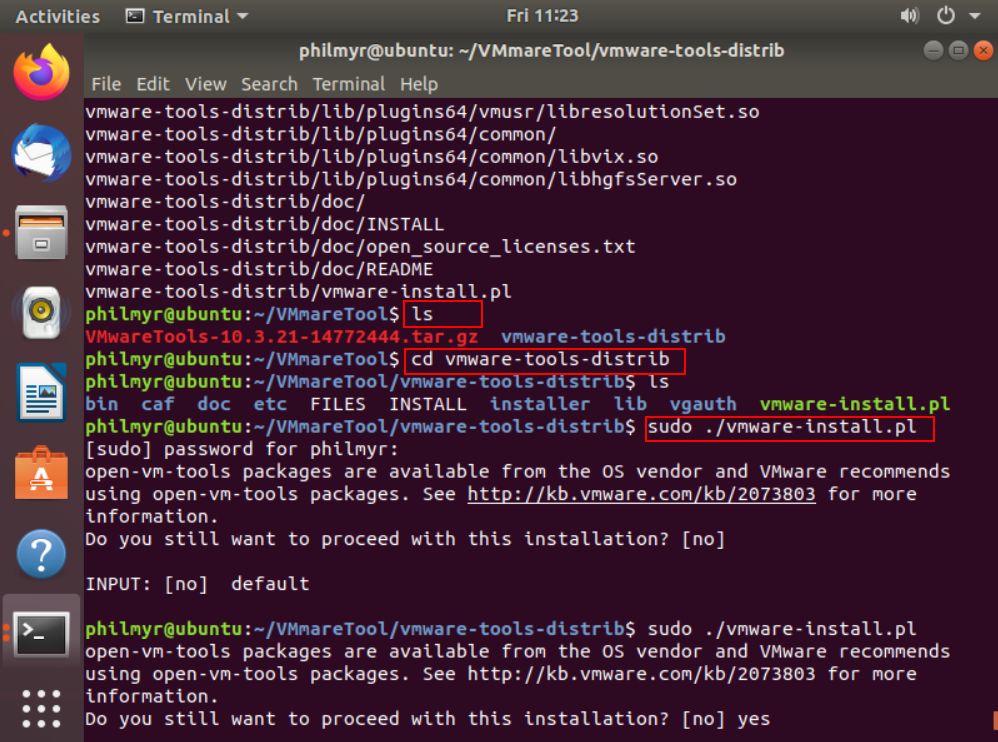 Activities Terminal Fri 11:23
philmyr@ubuntu: ~/VMmareTool/vmware-tools-distrib
File Edit View Search Terminal Help
vmware-tools-distrib/lib/plugins64/vmusr/libresolutionSet.so
vmware-tools-distrib/lib/plugins64/common/
vmware-tools-distrib/lib/plugins64/common/libvix.so
vmware-tools-distrib/lib/plugins64/common/libhgfsServer.so
vmware-tools-distrib/doc/
vmware-tools-distrib/doc/INSTALL
vmware-tools-distrib/doc/open_source_licenses.txt
vmware-tools-distrib/doc/README
vmware-tools-distrib/vmware-install.pl
philmyr@ubuntu:~/VMmareTool$ ls
VMwareTools-10.3.21-14772444.tar.gz vmware-tools-distrib
philmyr@ubuntu:~/VMmareTool$ cd vmware-tools-distrib
philmyr@ubuntu:~/VMmareTool/vmware-tools-distrib$ ls
bin caf doc etc FILES INSTALL installer lib vgauth vmware-install.pl
philmyr@ubuntu:~/VMmareTool/vmware-tools-distrib$ sudo ./vmware-install.pl
[sudo] password for philmyr:
open-vm-tools packages are available from the OS vendor and VMware recommends
using open-vm-tools packages. See http://kb.vmware.com/kb/2073803 for more
information.
Do you still want to proceed with this installation? [no]
INPUT: [no] default
philmyr@ubuntu:~/VMmareTool/vmware-tools-distrib$ sudo ./vmware-install.pl
open-vm-tools packages are available from the OS vendor and VMware recommends
using open-vm-tools packages. See http://kb.vmware.com/kb/2073803 for more
information.
Do you still want to proceed with this installation? [no] yes